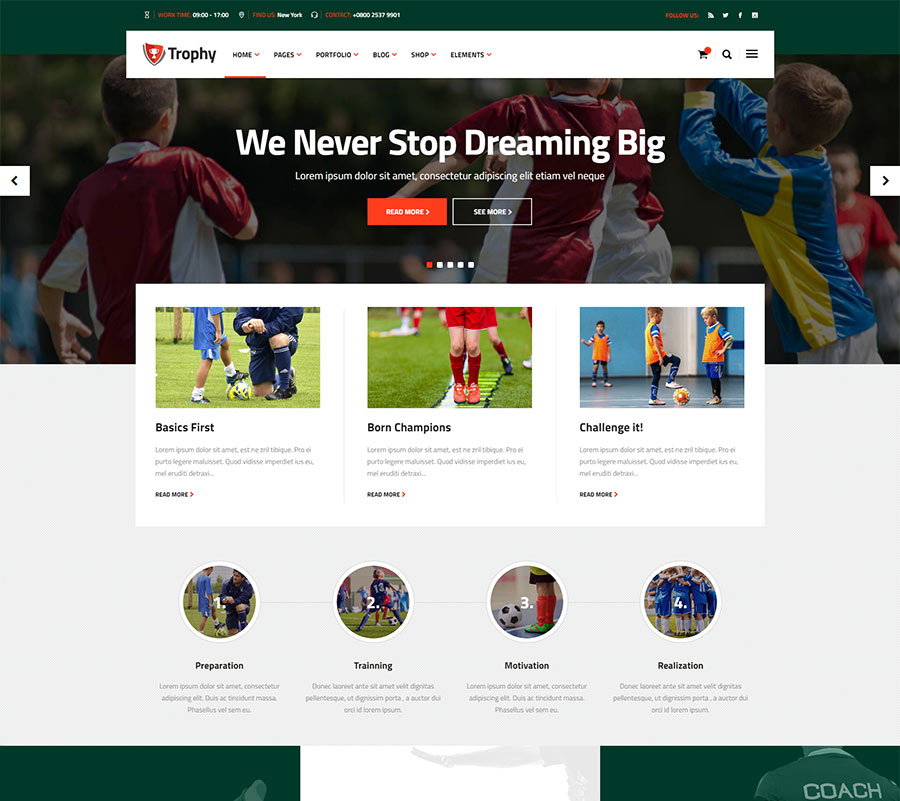 WORK TIME: 09:00 - 17:00 FIND US: New York CONTACT: +0800 2537 9901 FOLLOW US:
Trophy HOME PAGES PORTFOLIO BLOG SHOP ELEMENTS
We Never Stop Dreaming Big
Lorem ipsum dolor sit amet, consectetur adipiscing elit etiam vel neque
READ MORE SEE MORE
Basics First
Lorem ipsum dolor sit amet, est ne zril tibique. Pro ei
purto legere maluisset. Quod vidisse imperdiet ius eu,
mel eruditi detraxi...
READ MORE
Born Champions
Lorem ipsum dolor sit amet, est ne zril tibique. Pro ei
purto legere maluisset. Quod vidisse imperdiet ius eu,
mel eruditi detraxi...
READ MORE
Challenge it!
Lorem ipsum dolor sit amet, est ne zril tibique. Pro ei
purto legere maluisset. Quod vidisse imperdiet ius eu,
mel eruditi detraxi...
READ MORE
1.
Preparation
Lorem ipsum dolor sit amet, consectetur
adipiscing elit. Duis ac tincidunt massa.
Phasellus vel sem eu.
2.
Trainning
Donec laoreet ante sit amet velit dignitas
pellentesque, ut dignissim porta , a auctor dui
orci id lorem ipsum.
3.
Motivation
Lorem ipsum dolor sit amet, consectetur
adipiscing elit. Duis ac tincidunt massa.
Phasellus vel sem eu.
4.
Realization
Donec laoreet ante sit amet velit dignitas
pellentesque, ut dignissim porta , a auctor dui
orci id lorem ipsum.
COACH